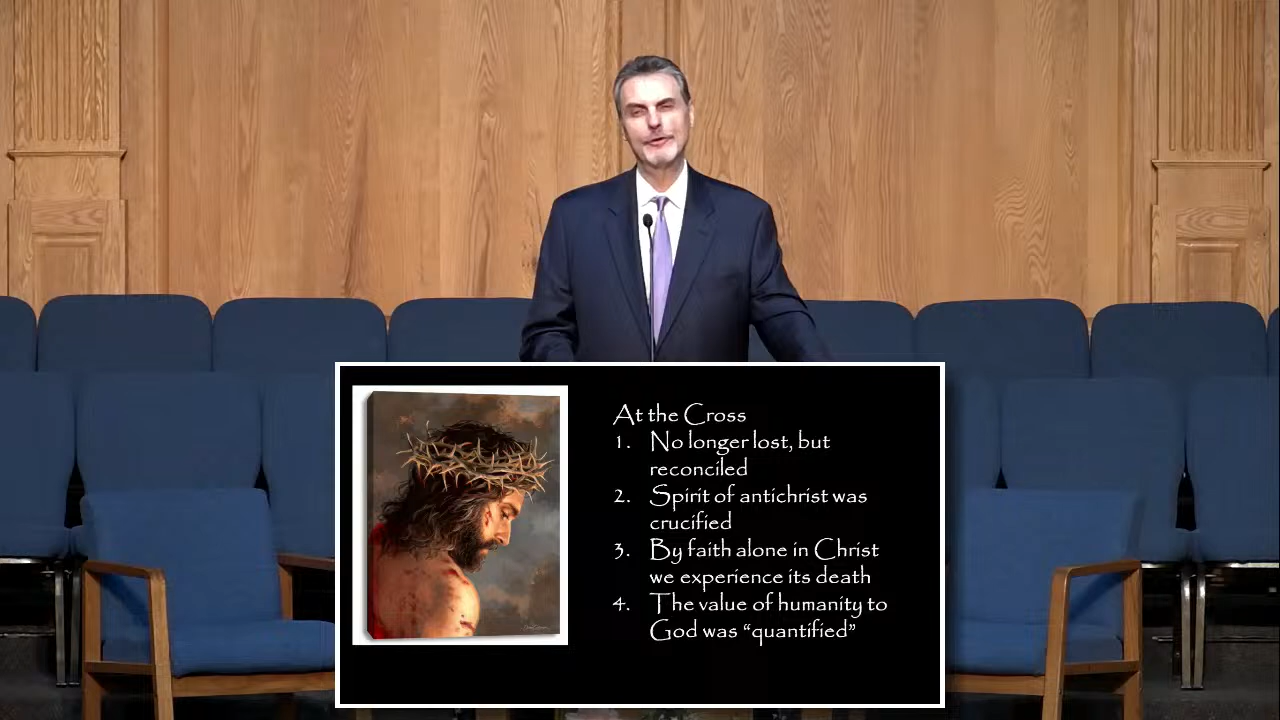 At the Cross
1. No longer lost, but
reconciled
2. Spirit of antichrist was
crucified
3. By faith alone in Christ
we experience its death
4. The value of humanity to
God was “quantified”